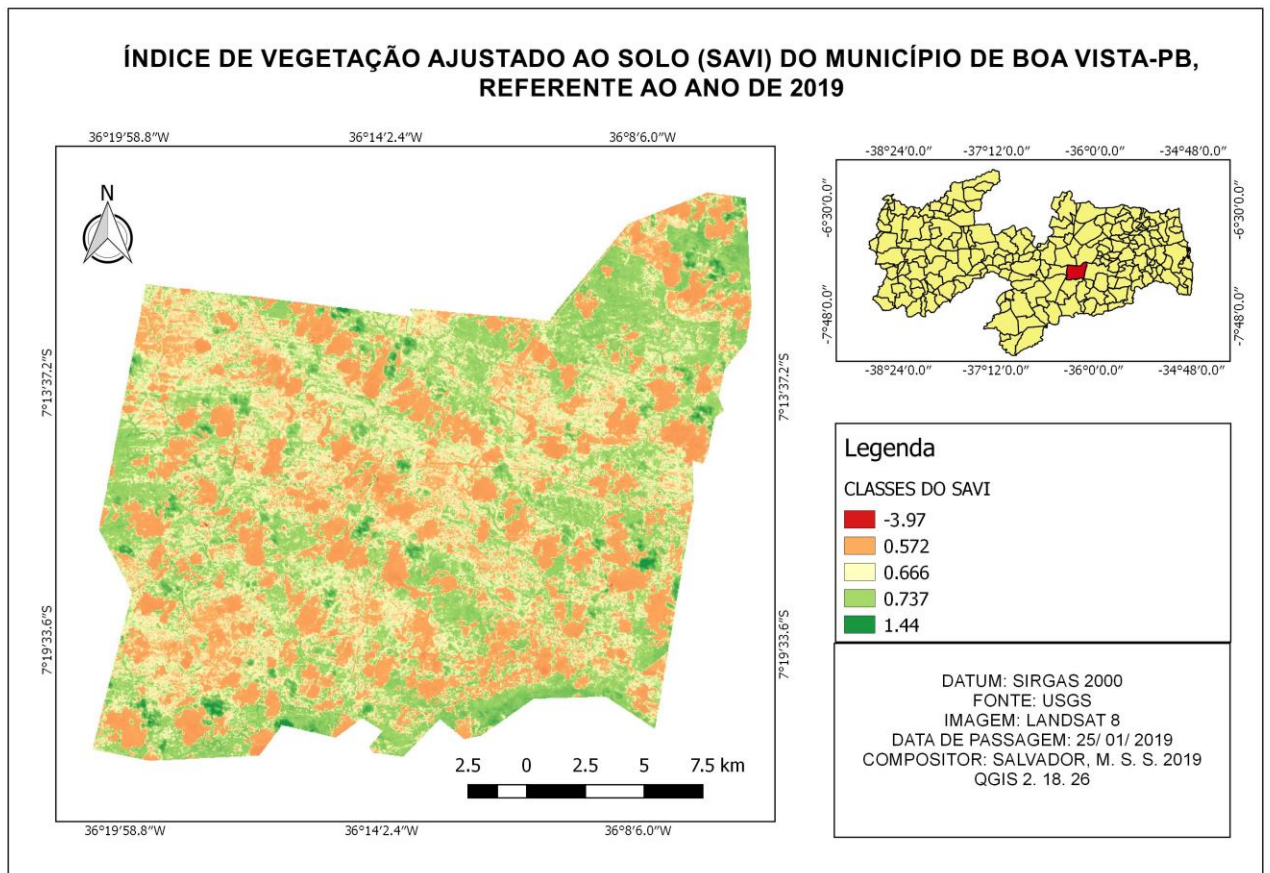 ÍNDICE DE VEGETAÇÃO AJUSTADO AO SOLO (SAVI) DO MUNICÍPIO DE BOA VISTA-PB,
REFERENTE AO ANO DE 2019
36°19'58.8"W 36°14'2.4"W 36°8'6.0"W
N
7°13'37.2"S 7°13'37.2"S
7°19'33.6"S 7°19'33.6"S
2.5 0 2.5 5 7.5 km
36°19'58.8"W 36°14'2.4"W 36°8'6.0"W
-38°24'0.0" -37°12'0.0" -36°0'0.0" -34°48'0.0"
-6°30'0.0" -6°30'0.0"
-7°48'0.0" -7°48'0.0"
-38°24'0.0" -37°12'0.0" -36°0'0.0" -34°48'0.0"
Legenda
CLASSES DO SAVI
-3.97
0.572
0.666
0.737
1.44
DATUM: SIRGAS 2000
FONTE: USGS
IMAGEM: LANDSAT 8
DATA DE PASSAGEM: 25/ 01/ 2019
COMPOSITOR: SALVADOR, M. S. S. 2019
QGIS 2. 18. 26